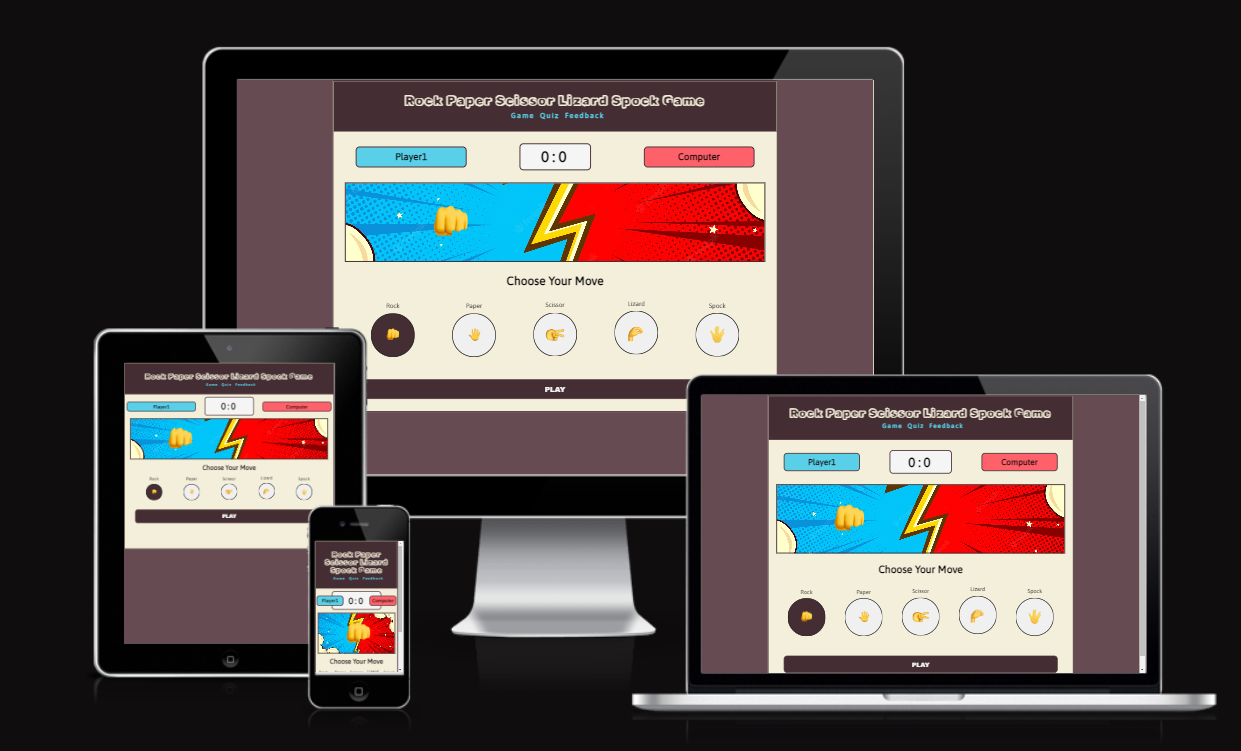 Rock Paper Scissor Lizard Spock Game
Game Quiz Feedback
Player1 0:0 Computer
Choose Your Move
Rock Paper Scissor Lizard Spock
PLAY
Rock Paper Scissor Lizard Spock Game
Game Quiz Feedback
Player1 0:0 Computer
Choose Your Move
Rock Paper Scissor Lizard Spock
PLAY
Rock Paper
Scissor Lizard
Spock Game
Game Quiz Feedback
Player1 0:0 Computer
Choose Your Move
Rock Paper Scissor Lizard Spock Game
Game Quiz Feedback
Player1 0:0 Computer
Choose Your Move
Rock Paper Scissor Lizard Spock
PLAY